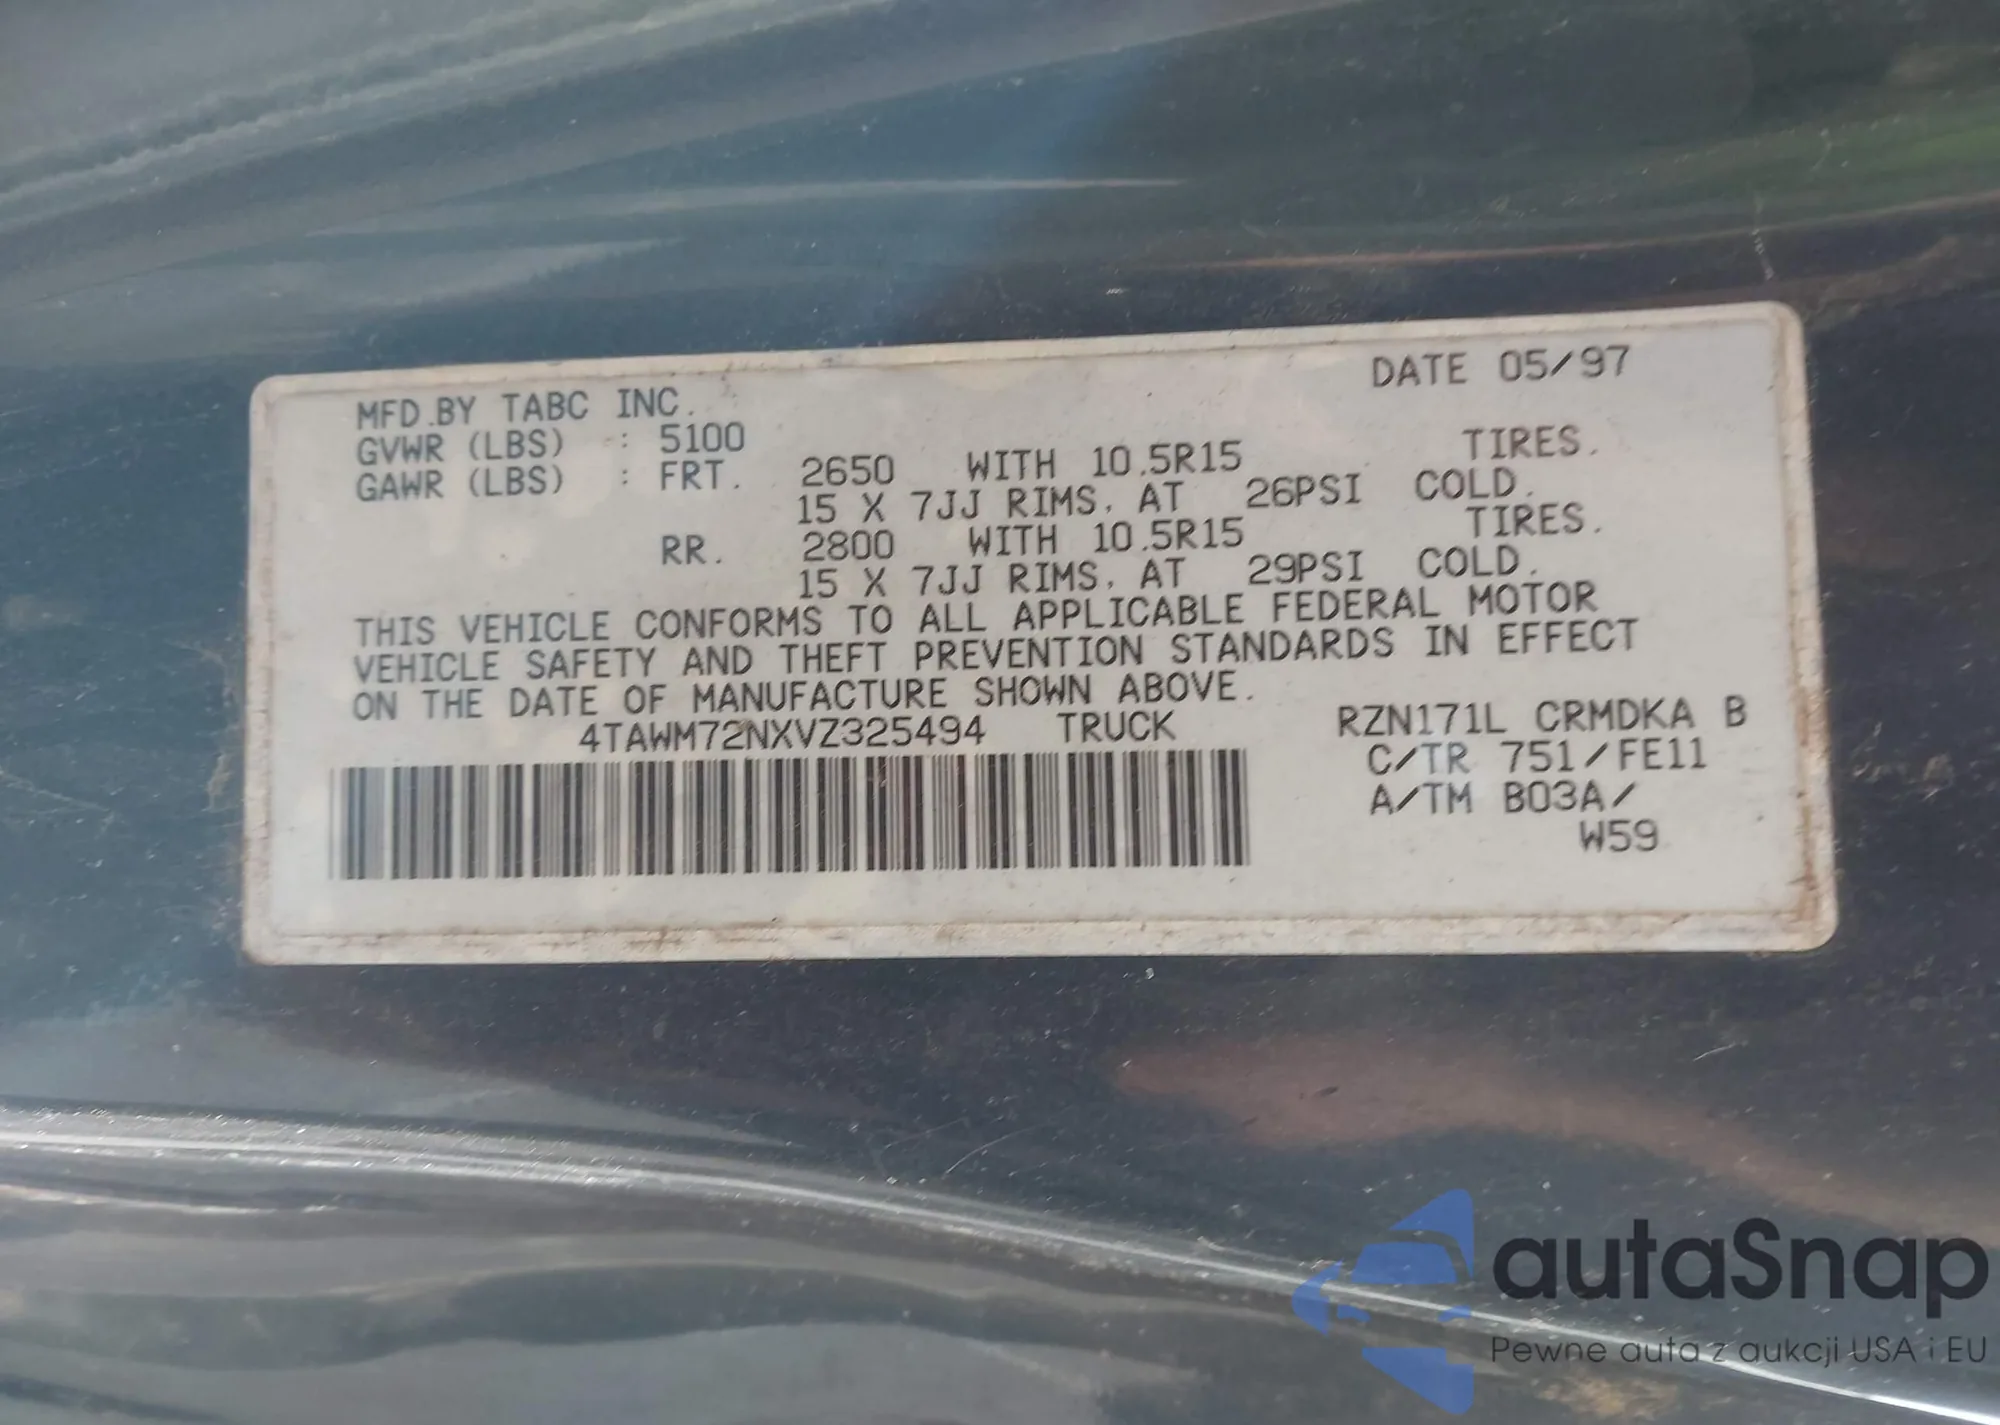 DATE 05/97
MFD.BY TABC INC.
GVWR (LBS) : 5100
GAWR (LBS) : FRT. 2650 WITH 10.5R15 TIRES.
15 X 7JJ RIMS, AT 26PSI COLD.
RR. 2800 WITH 10.5R15 TIRES.
15 X 7JJ RIMS, AT 29PSI COLD.
THIS VEHICLE CONFORMS TO ALL APPLICABLE FEDERAL MOTOR
VEHICLE SAFETY AND THEFT PREVENTION STANDARDS IN EFFECT
ON THE DATE OF MANUFACTURE SHOWN ABOVE.
4TAWM72NXVZ325494 TRUCK RZN171L CRMDKA B
C/TR 751/FE11
A/TM B03A/
W59
autaSnap
Pewne auta z aukcji USA i EU